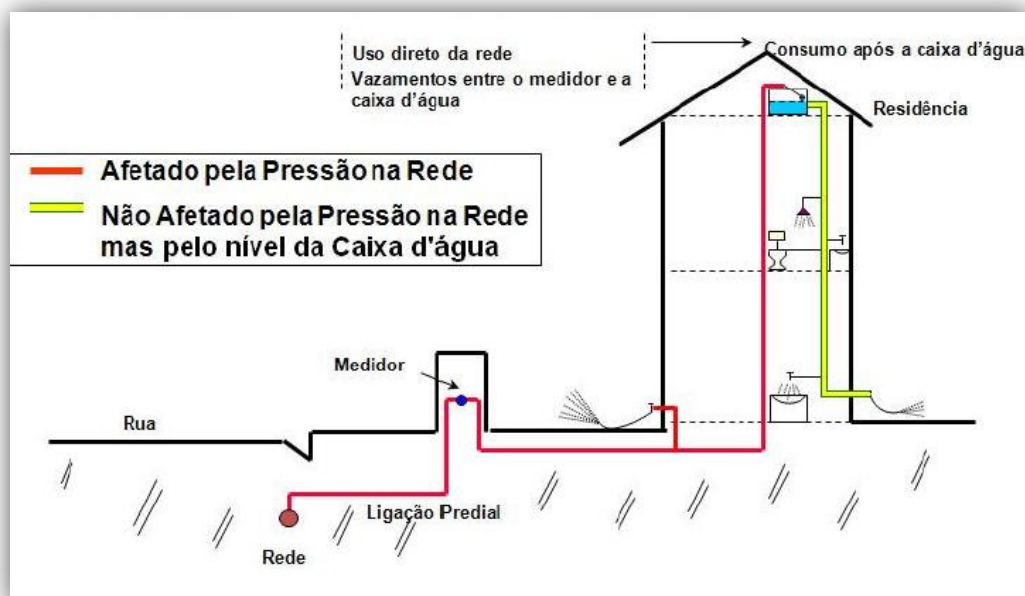 Uso direto da rede
Vazamentos entre o medidor e a
caixa d'água
Consumo após a caixa d'água
Residência
Afetado pela Pressão na Rede
Não Afetado pela Pressão na Rede
mas pelo nível da Caixa d'água
Medidor
Rua
Ligação Predial
Rede